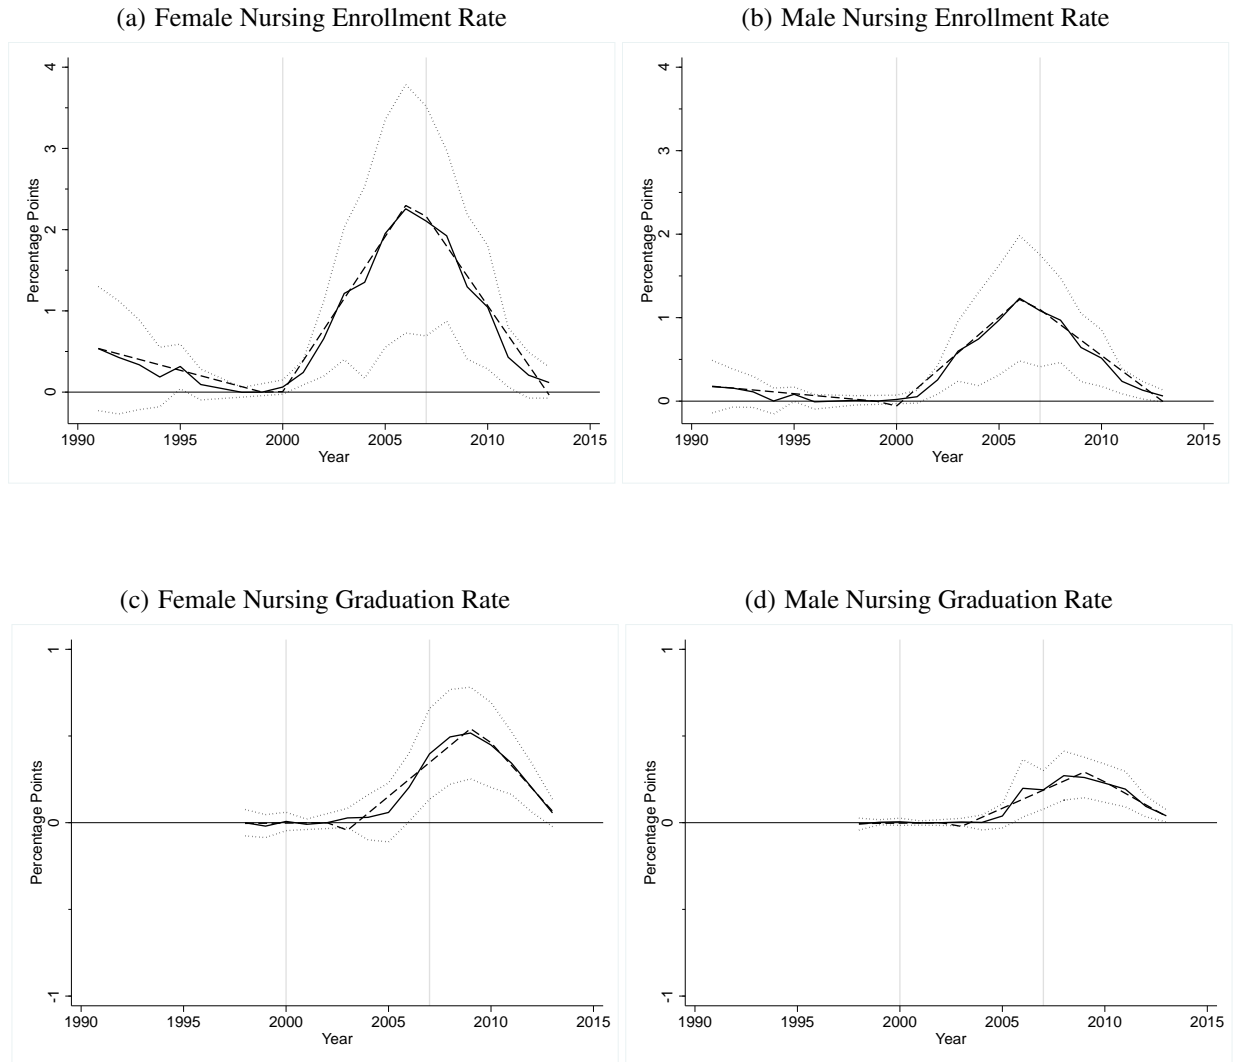 (a) Female Nursing Enrollment Rate
Percentage Points
4
3
2
1
0
1990 1995 2000 2005 2010 2015
Year
(b) Male Nursing Enrollment Rate
Percentage Points
4
3
2
1
0
1990 1995 2000 2005 2010 2015
Year
(c) Female Nursing Graduation Rate
Percentage Points
1
0
-1
1990 1995 2000 2005 2010 2015
Year
(d) Male Nursing Graduation Rate
Percentage Points
1
0
-1
1990 1995 2000 2005 2010 2015
Year